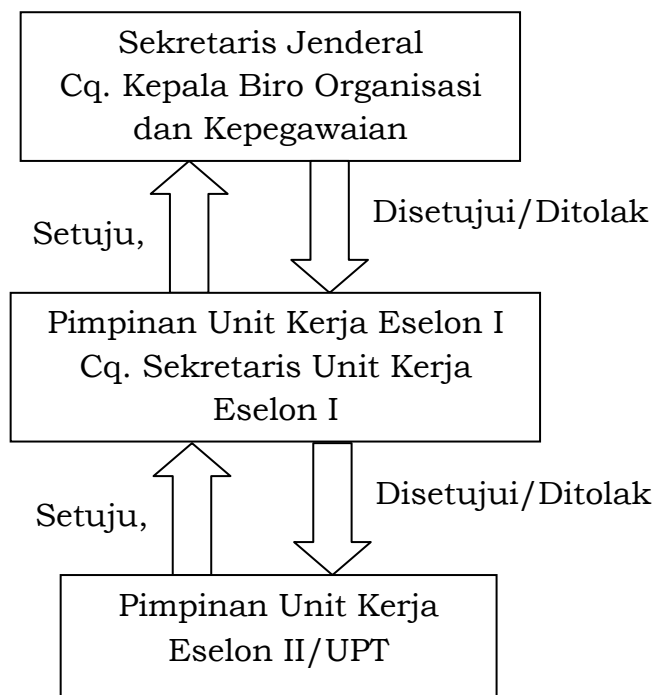 Sekretaris Jenderal
Cq. Kepala Biro Organisasi
dan Kepegawaian
Setuju,
Disetujui/Ditolak
Pimpinan Unit Kerja Eselon I
Cq. Sekretaris Unit Kerja
Eselon I
Setuju,
Disetujui/Ditolak
Pimpinan Unit Kerja
Eselon II/UPT